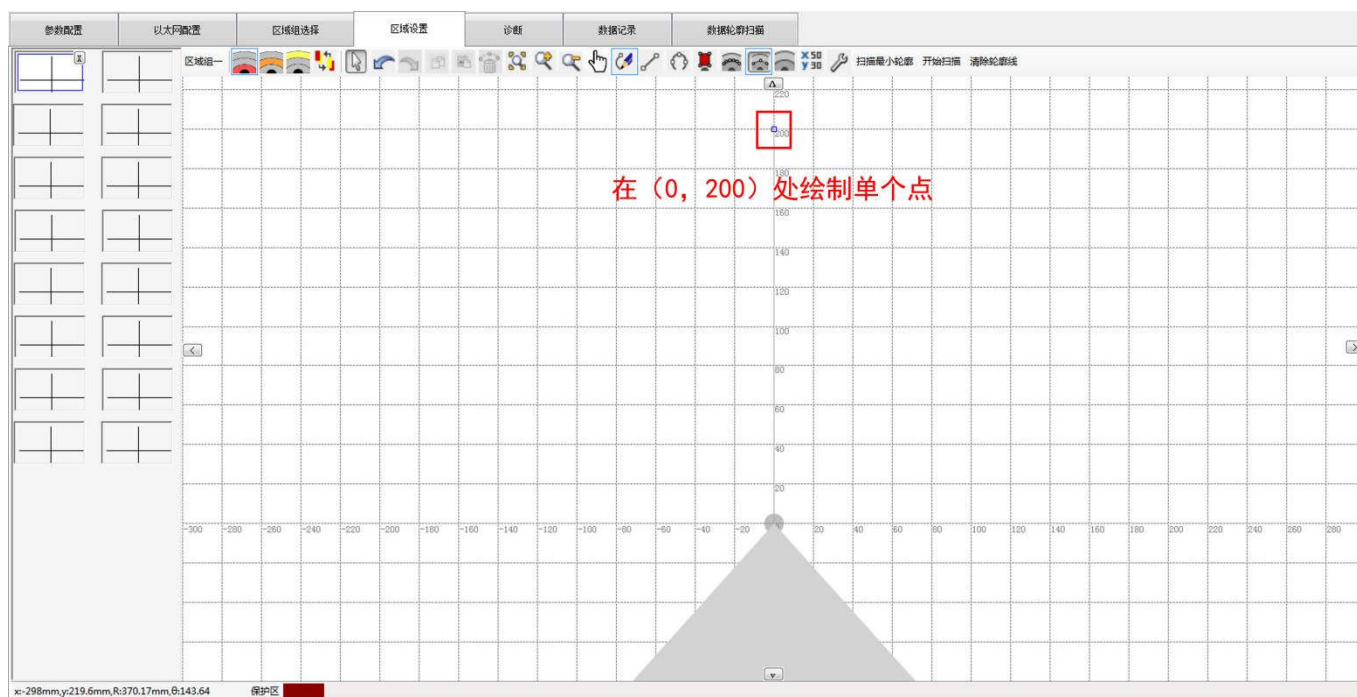 参数配置 以太网配置 区域组选择 区域设置 诊断 数据记录 数据轮廓扫描
X
区域组一 X 50 扫描最小轮廓 开始扫描 清除轮廓线
y 30
220
200
180
在（0，200）处绘制单个点
160
140
120
100
80
60
40
20
-300 -280 -260 -240 -220 -200 -180 -160 -140 -120 -100 -80 -60 -40 -20 20 40 60 80 100 120 140 160 180 200 220 240 260 280
x:-298mm,y:219.6mm,R:370.17mm,θ:143.64 保护区